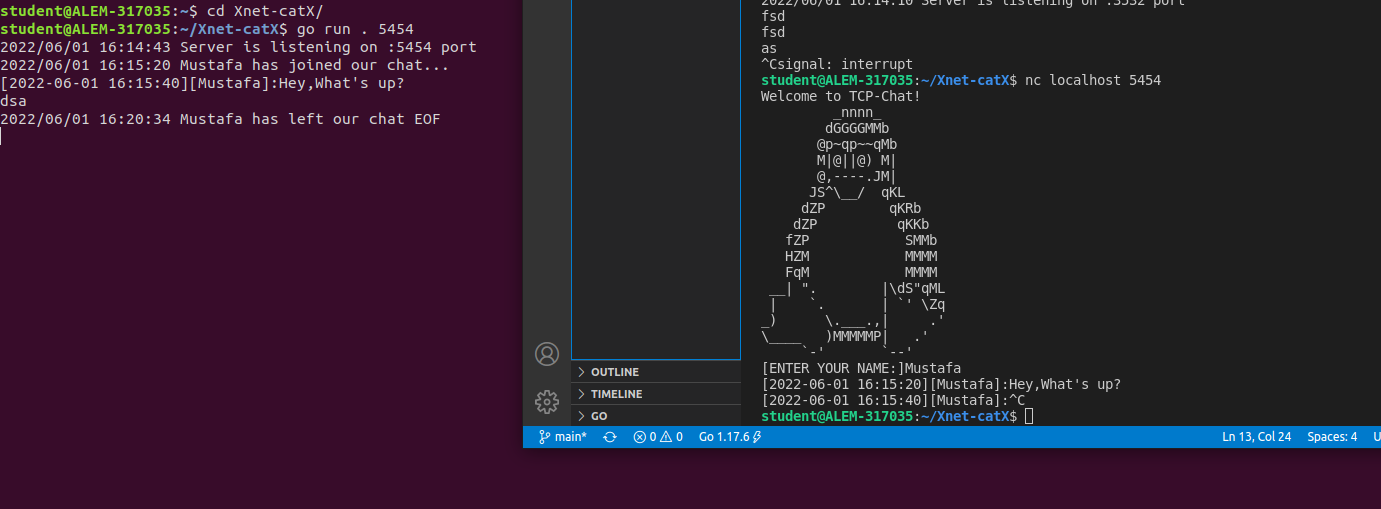 student@ALEM-317035:~$ cd Xnet-catX/
student@ALEM-317035:~/Xnet-catX$ go run . 5454
2022/06/01 16:14:43 Server is listening on :5454 port
2022/06/01 16:15:20 Mustafa has joined our chat...
[2022-06-01 16:15:40][Mustafa]:Hey,What's up?
dsa
2022/06/01 16:20:34 Mustafa has left our chat EOF
2022/06/01 16:14:10 Server is listening on :3532 port
fsd
fsd
as
^Csignal: interrupt
student@ALEM-317035:~/Xnet-catX$ nc localhost 5454
Welcome to TCP-Chat!
         _nnnn_
        dGGGGMMb
       @p~qp~~qMb
       M|@||@) M|
       @,----.JM|
      JS^\__/  qKL
     dZP        qKRb
    dZP          qKKb
   fZP            SMMb
   HZM            MMMM
   FqM            MMMM
 __| ".        |\dS"qML
 |    `.       | `' \Zq
_)      \.___.,|     .'
\____   )MMMMMP|   .'
     `-'       `--'
[ENTER YOUR NAME:]Mustafa
[2022-06-01 16:15:20][Mustafa]:Hey,What's up?
[2022-06-01 16:15:40][Mustafa]:^C
student@ALEM-317035:~/Xnet-catX$
OUTLINE
TIMELINE
GO
main* 0 0 Go 1.17.6 Ln 13, Col 24 Spaces: 4 U